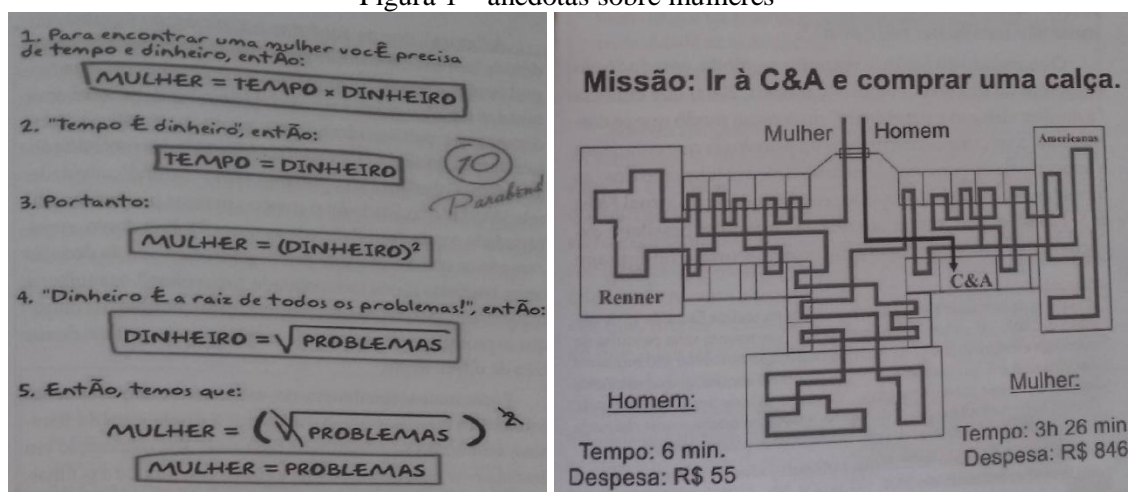 Figura 1 – anedotas sobre mulheres
1. Para encontrar uma mulher vocÊ precisa
de tempo e dinheiro, entÃo:
MULHER = TEMPO x DINHEIRO
2. "Tempo É dinheiro", entÃo:
TEMPO = DINHEIRO
10
Parabéns
3. Portanto:
MULHER = (DINHEIRO)²
4. "Dinheiro É a raiz de todos os problemas!", entÃo:
DINHEIRO = √PROBLEMAS
5. EntÃo, temos que:
MULHER = (√PROBLEMAS)²
MULHER = PROBLEMAS
Missão: Ir à C&A e comprar uma calça.
Mulher
Homem
Americanas
Renner
C&A
Homem:
Tempo: 6 min.
Despesa: R$ 55
Mulher:
Tempo: 3h 26 min
Despesa: R$ 846